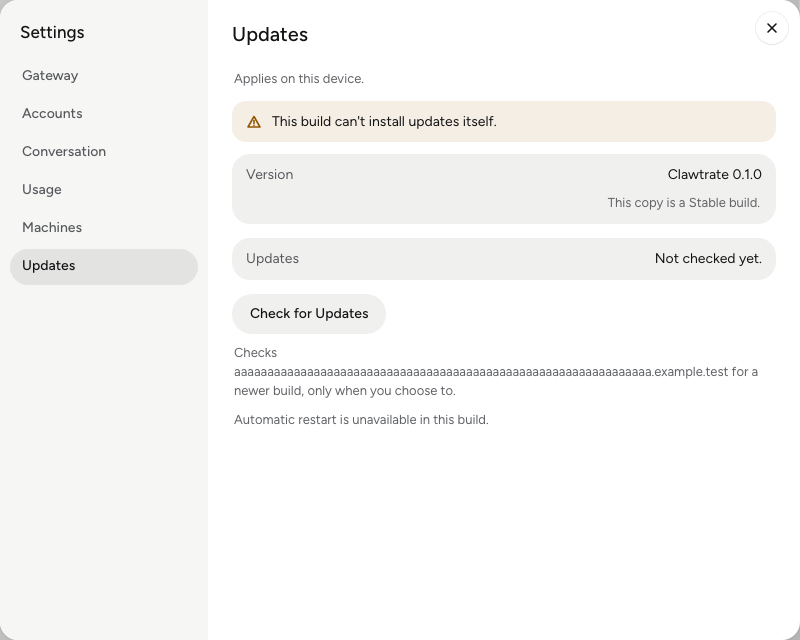 Settings
Gateway
Accounts
Conversation
Usage
Machines
Updates
Updates
Applies on this device.
This build can't install updates itself.
Version
Clawtrate 0.1.0
This copy is a Stable build.
Updates
Not checked yet.
Check for Updates
Checks
aaaaaaaaaaaaaaaaaaaaaaaaaaaaaaaaaaaaaaaaaaaaaaaaaaaaaaaaaaaaaaa.example.test for a
newer build, only when you choose to.
Automatic restart is unavailable in this build.